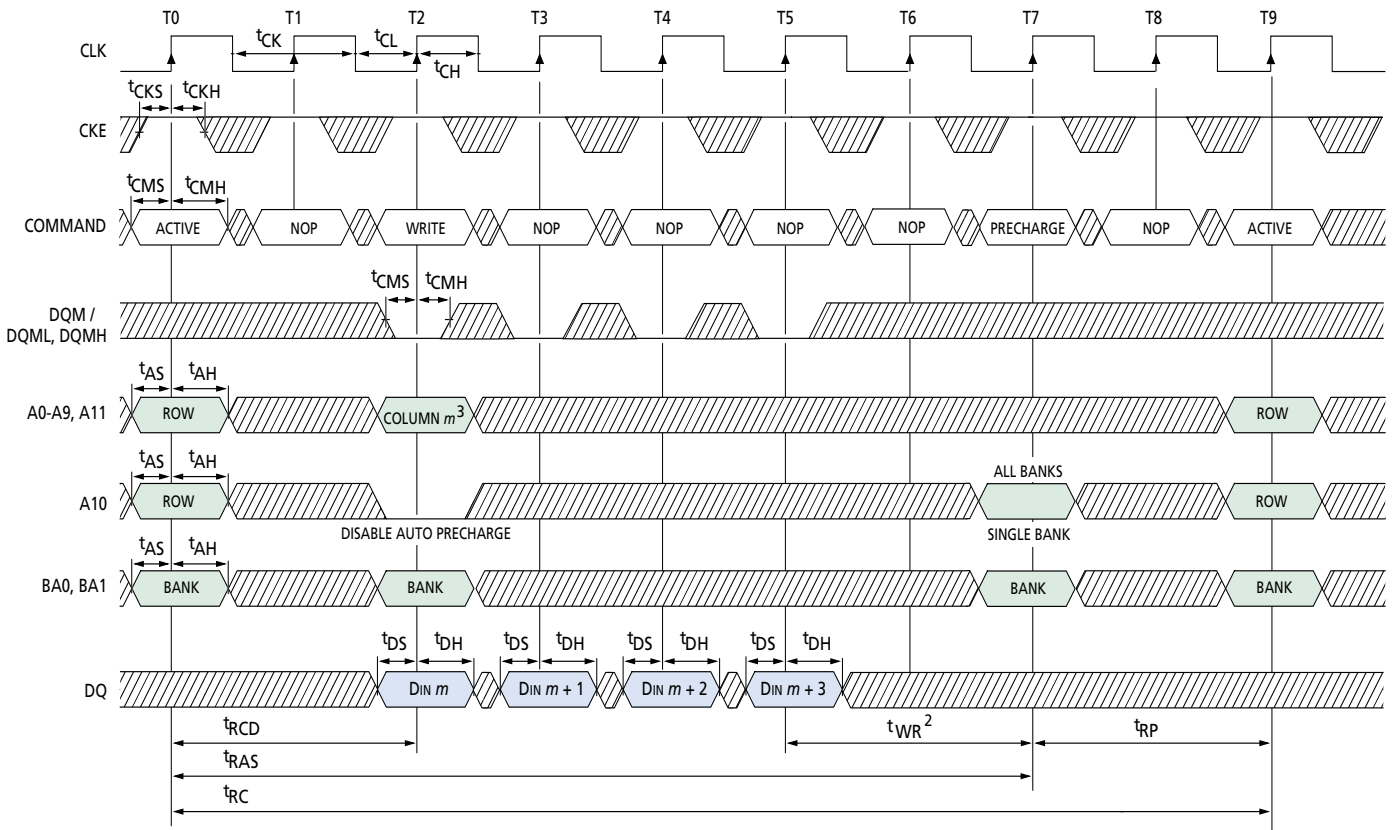 T0 T1 T2 T3 T4 T5 T6 T7 T8 T9
CLK
tCK tCL
tCH
tCKS tCKH
CKE
tCMS tCMH
COMMAND ACTIVE NOP WRITE NOP NOP NOP NOP PRECHARGE NOP ACTIVE
tCMS tCMH
DQM /
DQML, DQMH
tAS tAH
A0-A9, A11 ROW COLUMN m3 ROW
tAS tAH ALL BANKS
A10 ROW ROW
DISABLE AUTO PRECHARGE SINGLE BANK
tAS tAH
BA0, BA1 BANK BANK BANK BANK
tDS tDH tDS tDH tDS tDH tDS tDH
DQ DIN m DIN m + 1 DIN m + 2 DIN m + 3
tRCD tWR2 tRP
tRAS
tRC